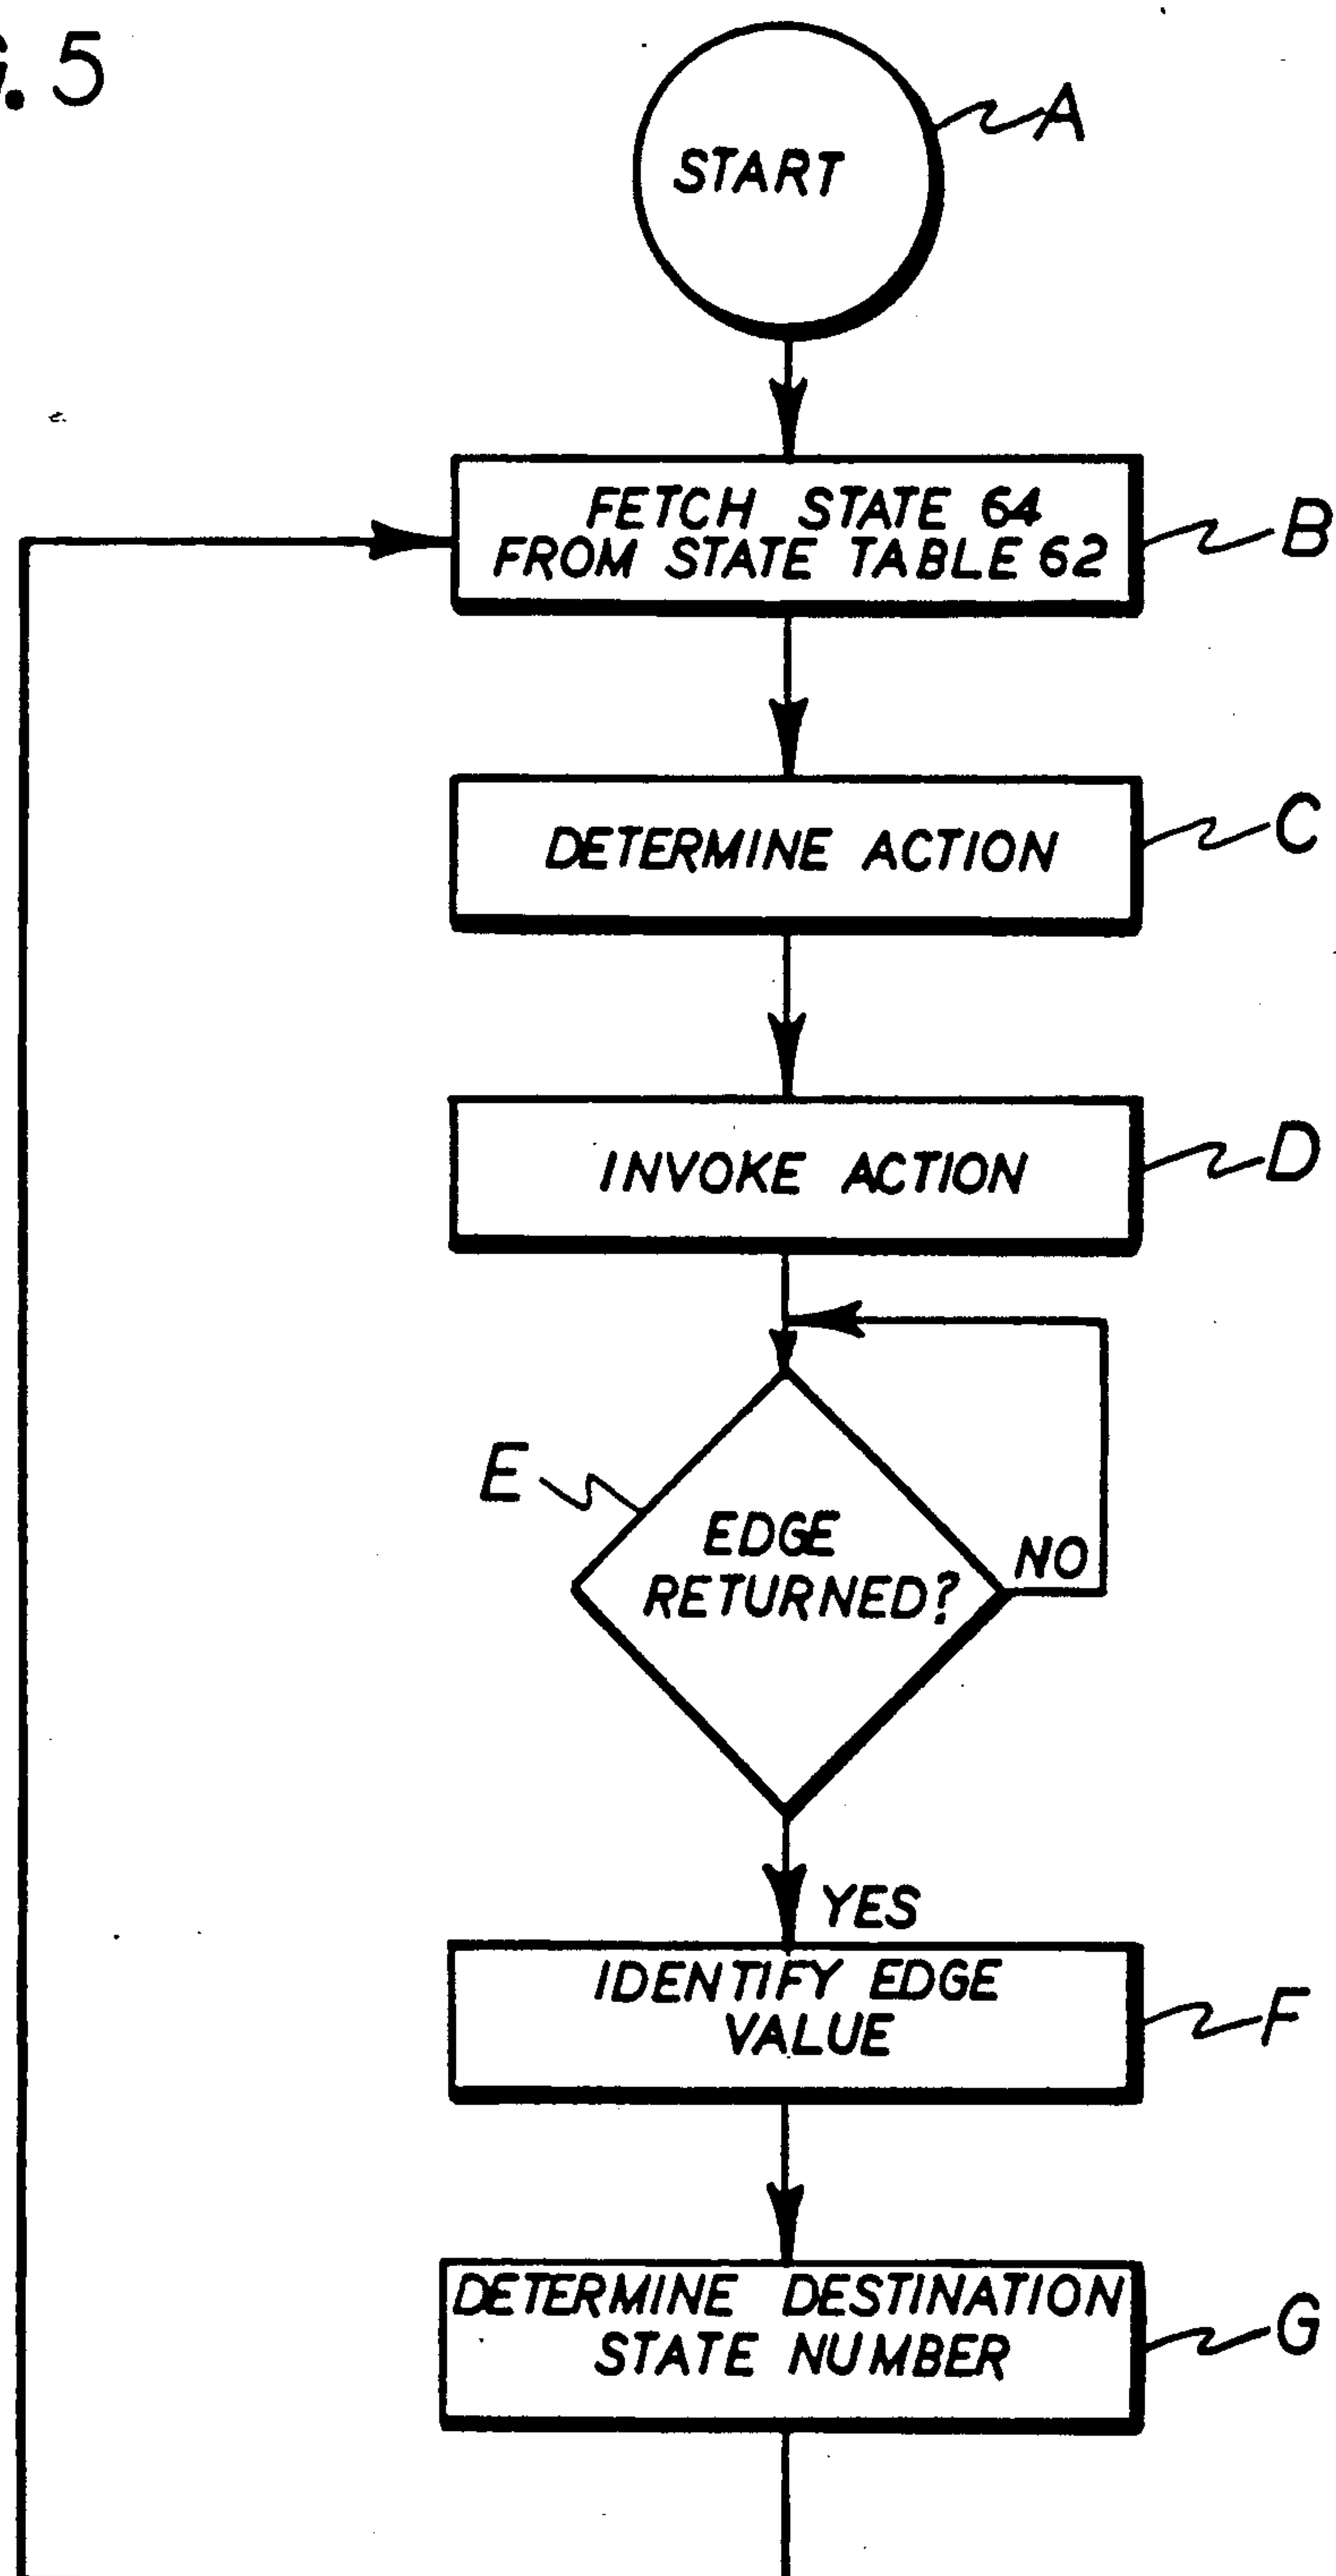 . 5
START
A
FETCH STATE 64
FROM STATE TABLE 62
B
DETERMINE ACTION
C
INVOKE ACTION
D
E
EDGE
RETURNED?
NO
YES
IDENTIFY EDGE
VALUE
F
DETERMINE DESTINATION
STATE NUMBER
G